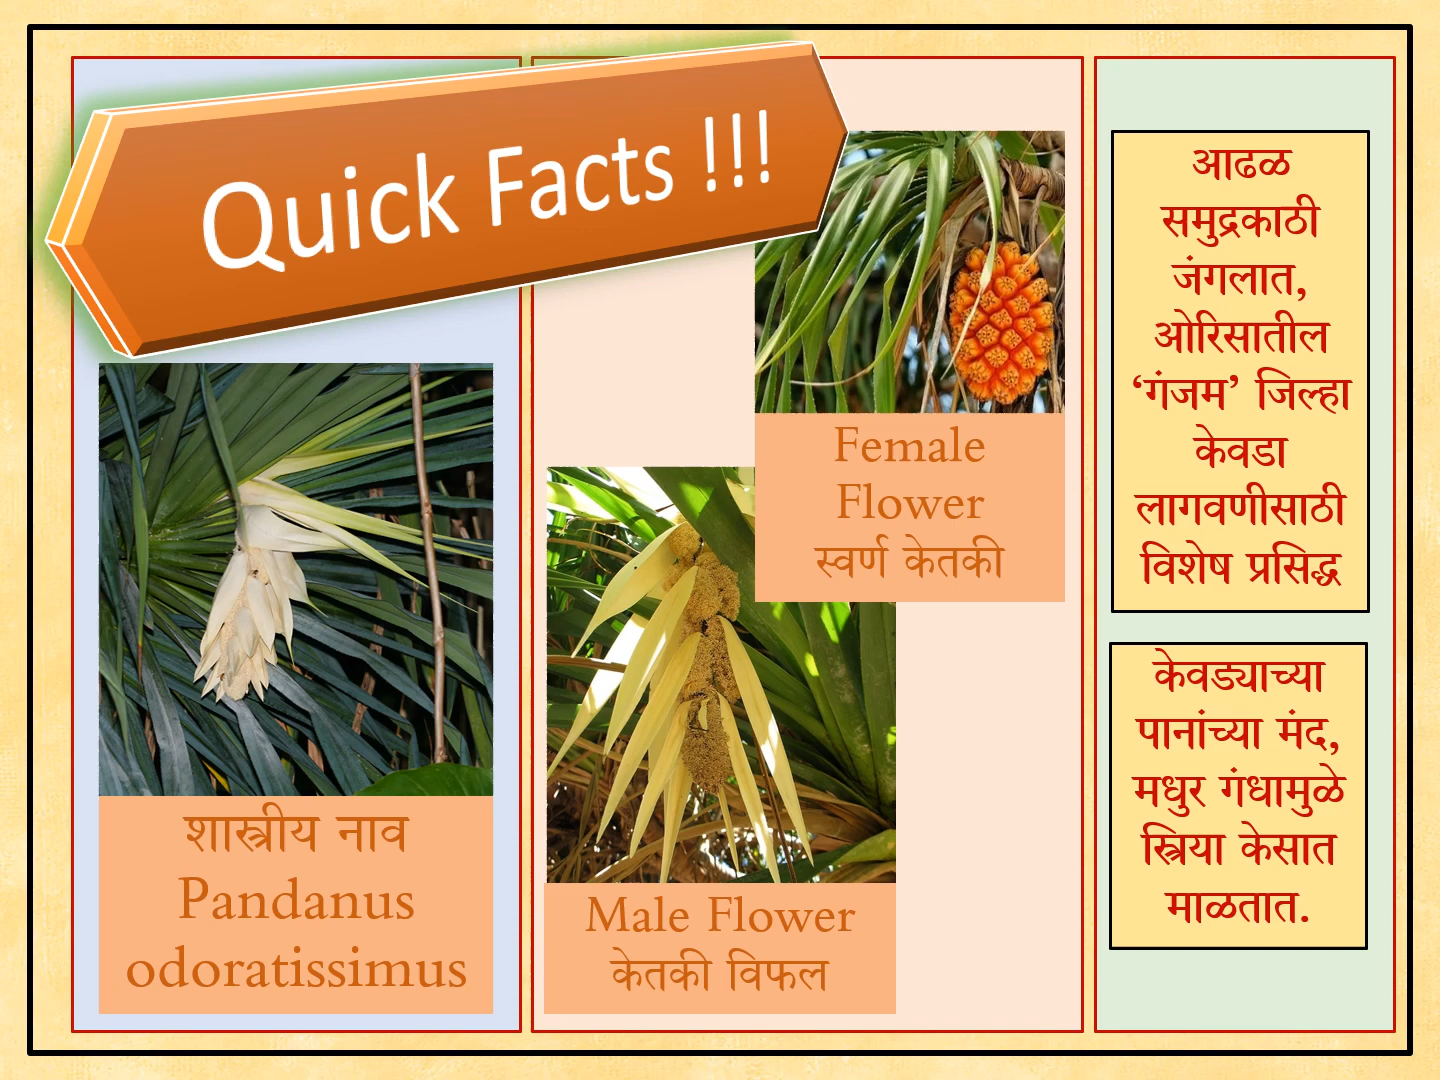 Quick Facts !!!
शास्त्रीय नाव
Pandanus
odoratissimus
Female
Flower
स्वर्ण केतकी
Male Flower
केतकी विफल
आढळ
समुद्रकाठी
जंगलात,
ओरिसातील
‘गंजम’ जिल्हा
केवडा
लागवणीसाठी
विशेष प्रसिद्ध
केवड्याच्या
पानांच्या मंद,
मधुर गंधामुळे
स्त्रिया केसात
माळतात.